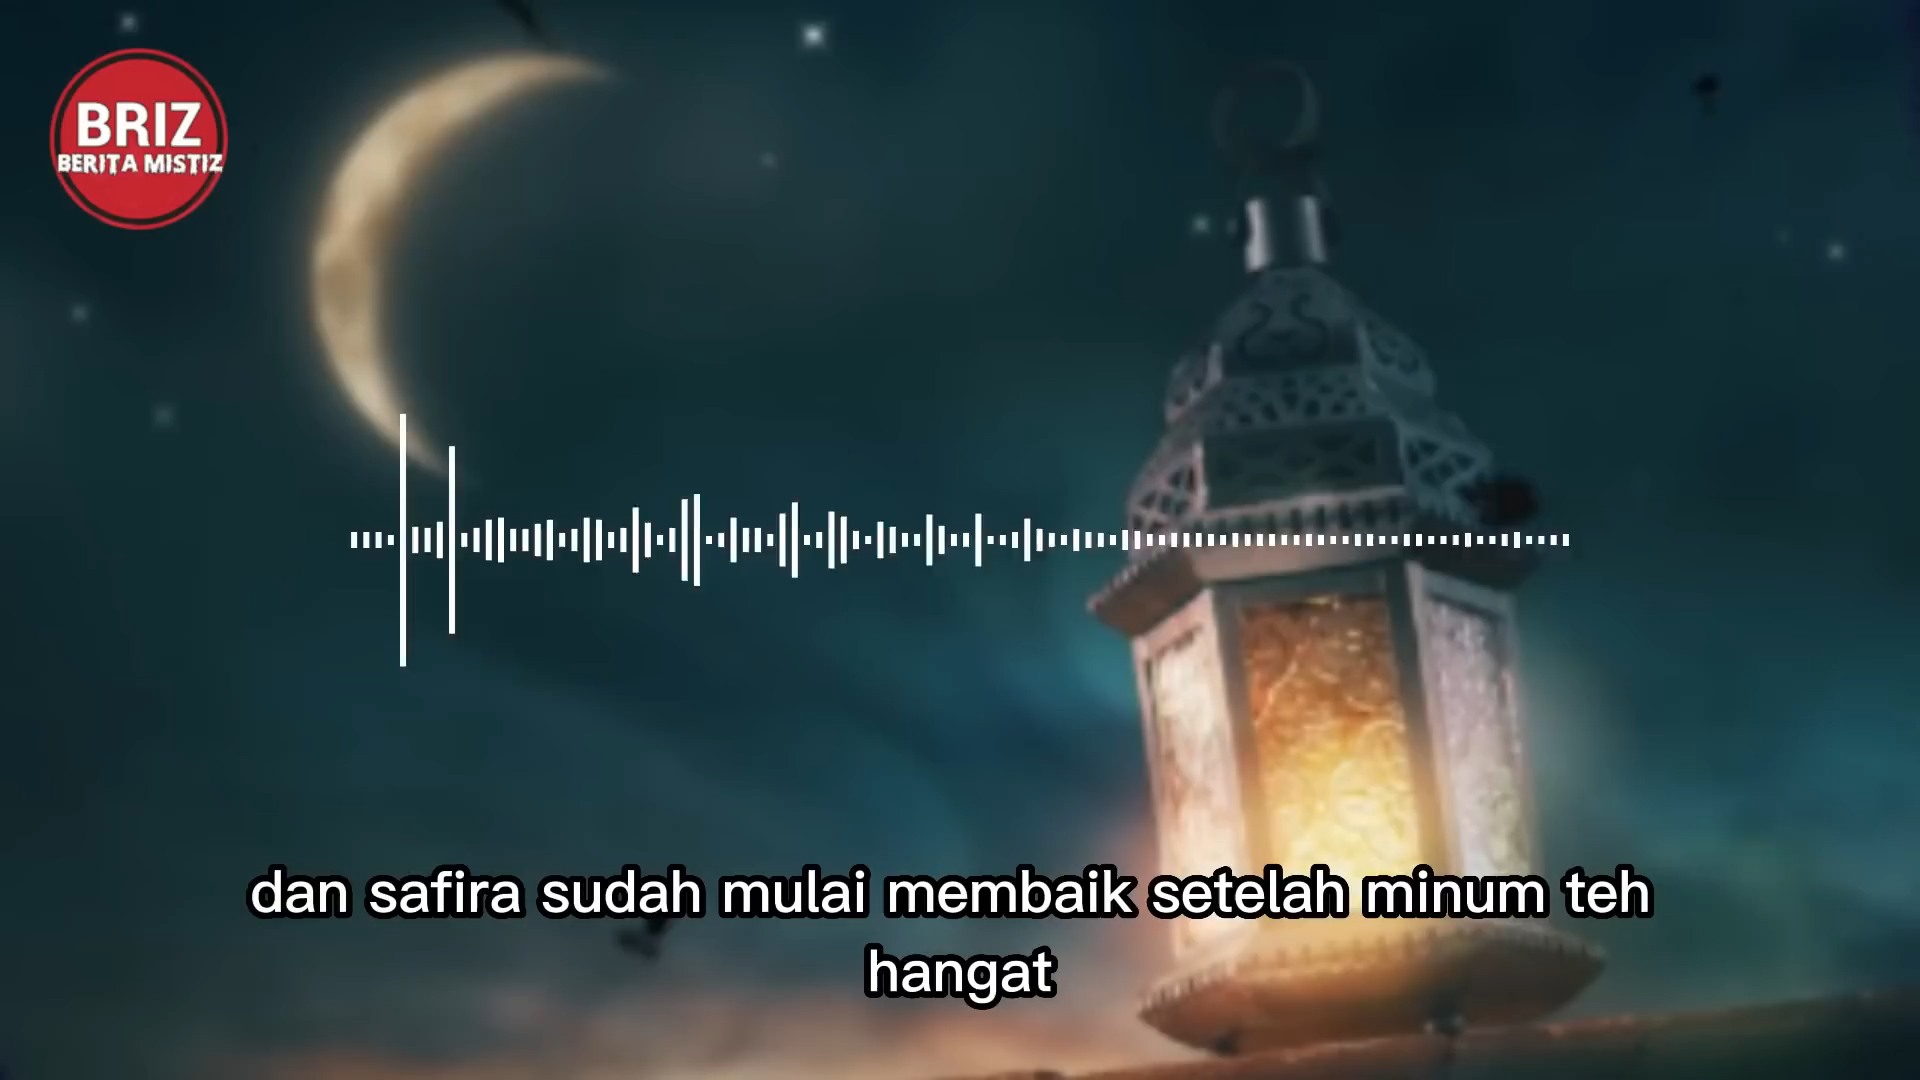 BRIZ
BERITA MISTIZ
dan safira sudah mulai membaik setelah minum teh
hangat